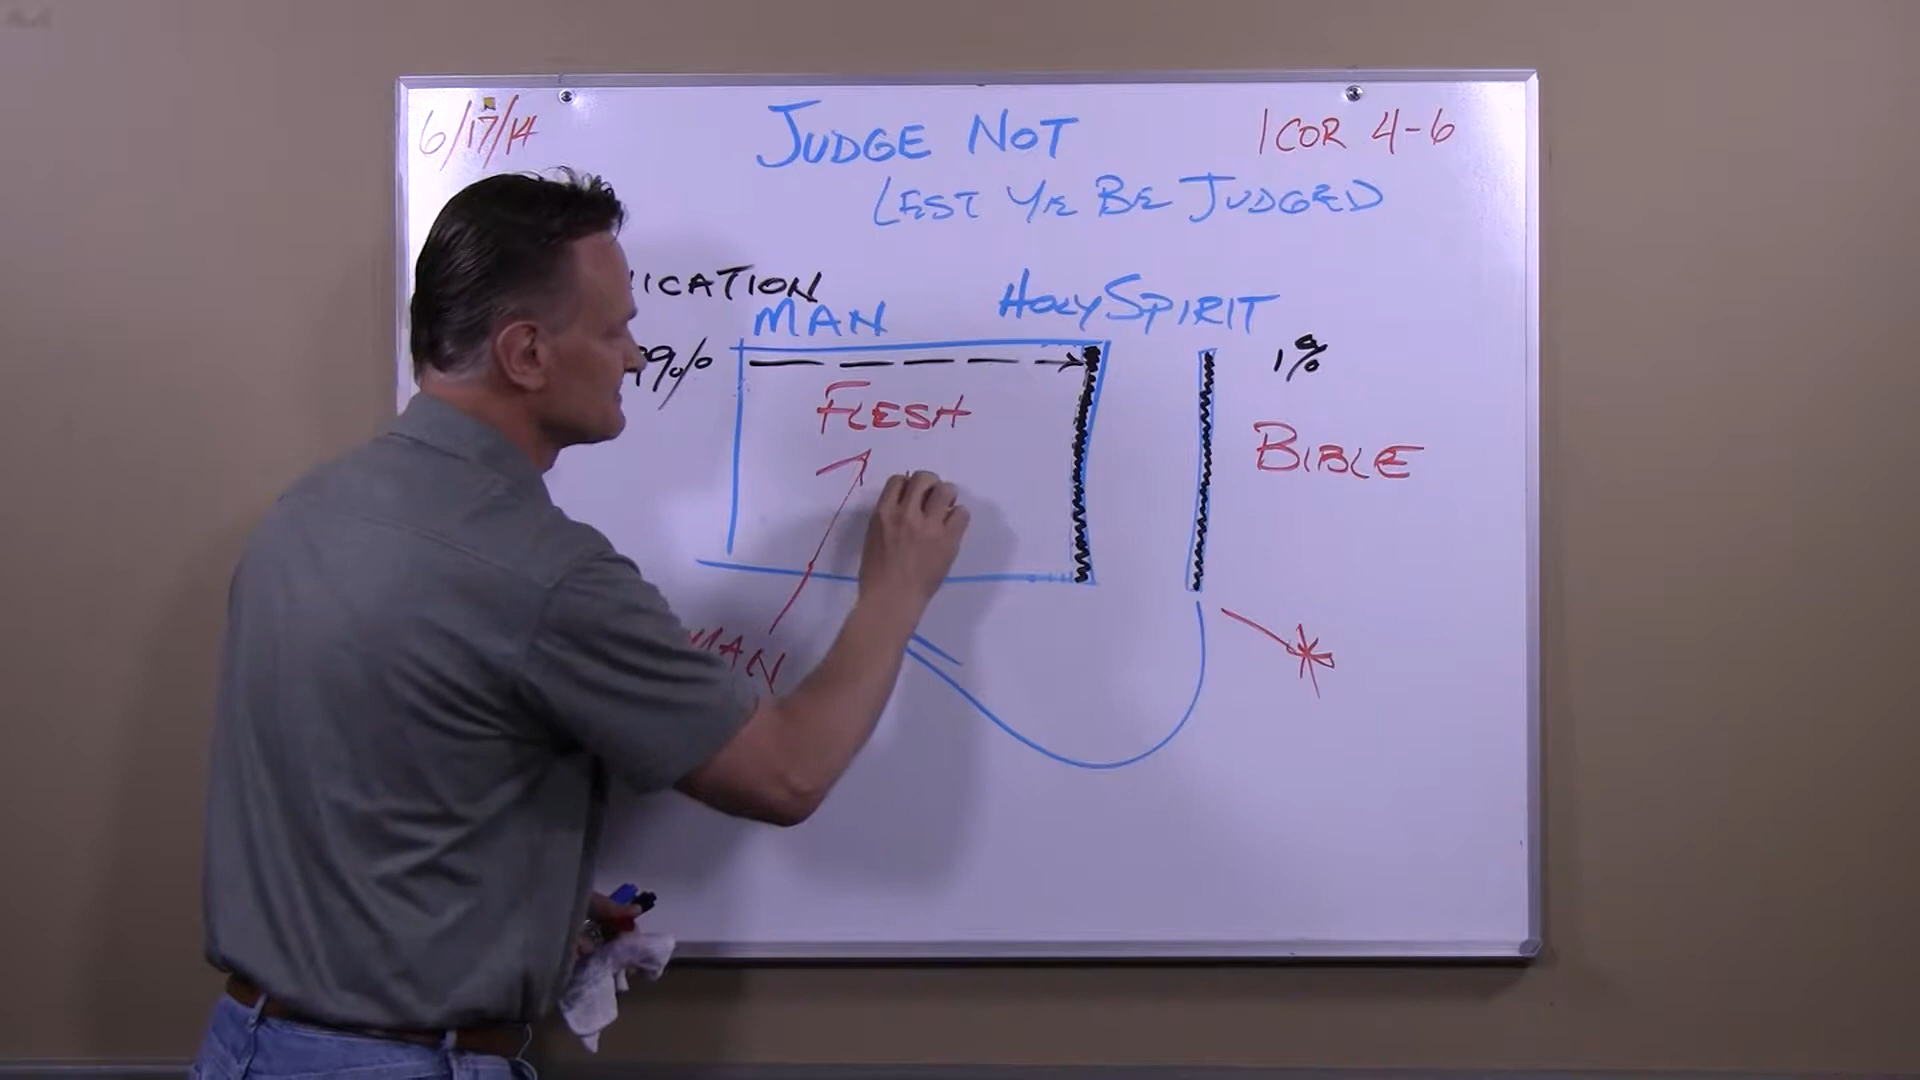 6/17/14
JUDGE NOT
1 COR 4-6
LEST YE BE JUDGED
ICATION
MAN
HOLY SPIRIT
99%
1%
FLESH
BIBLE
MAN